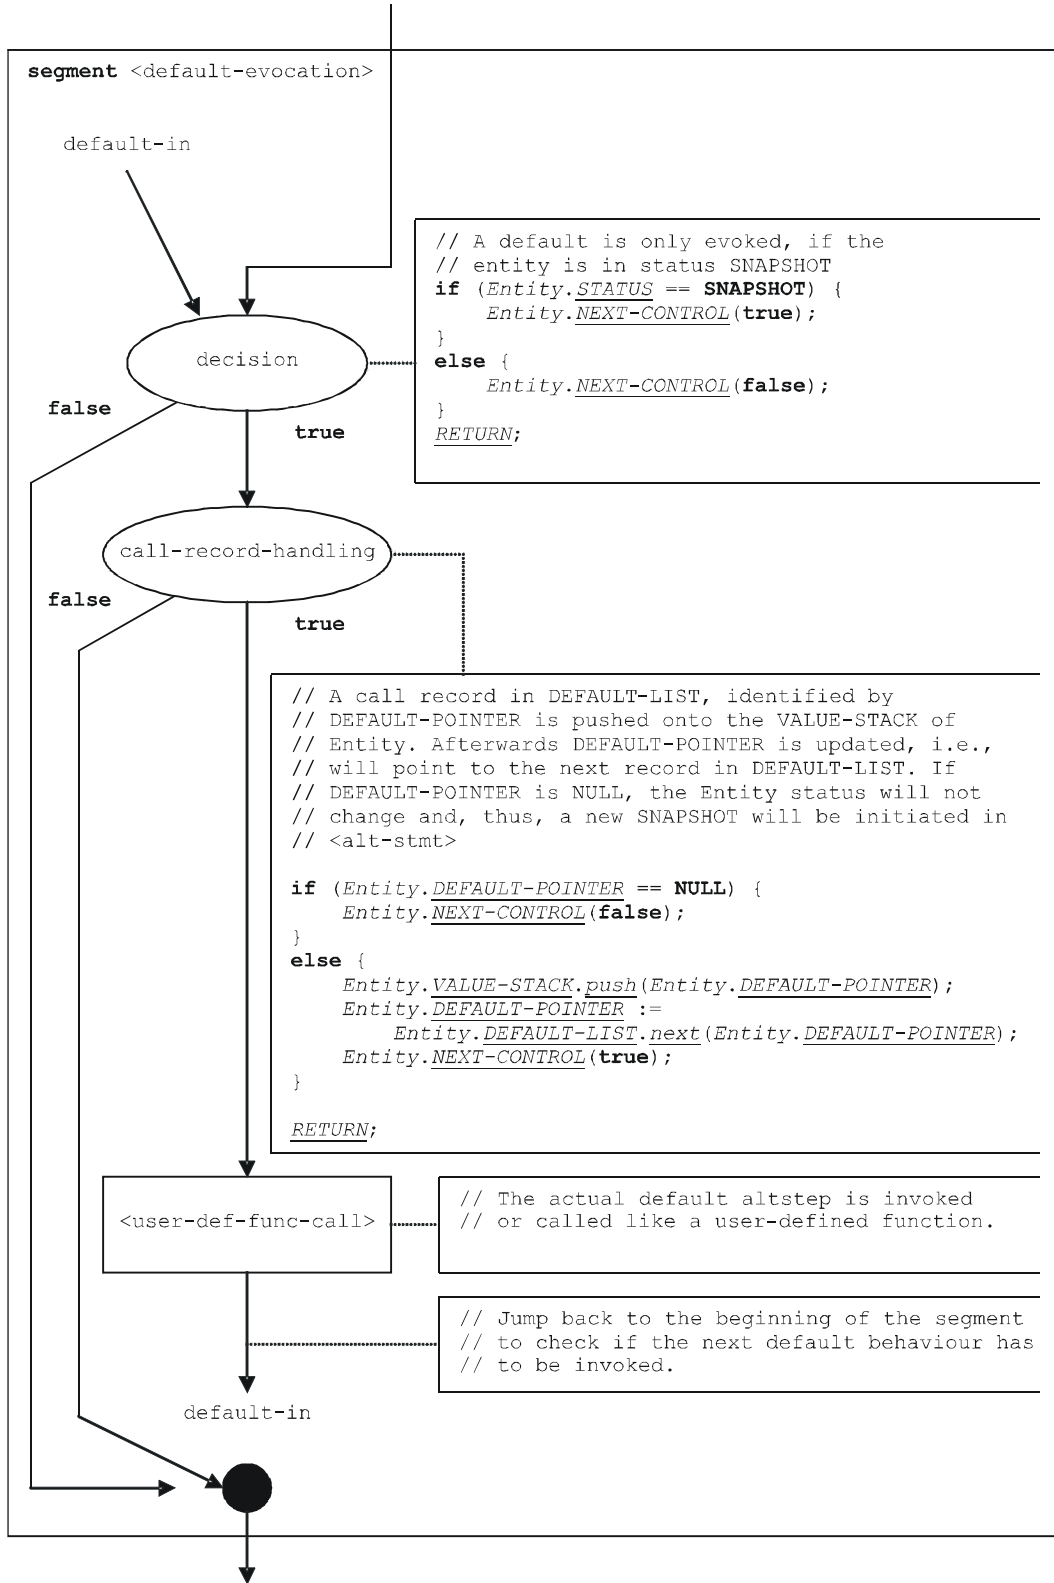 segment <default-evocation>
default-in
// A default is only evoked, if the
// entity is in status SNAPSHOT
if (Entity.STATUS == SNAPSHOT) {
Entity.NEXT-CONTROL(true);
}
else {
Entity.NEXT-CONTROL(false);
}
RETURN;
decision
false
true
call-record-handling
false
true
// A call record in DEFAULT-LIST, identified by
// DEFAULT-POINTER is pushed onto the VALUE-STACK of
// Entity. Afterwards DEFAULT-POINTER is updated, i.e.,
// will point to the next record in DEFAULT-LIST. If
// DEFAULT-POINTER is NULL, the Entity status will not
// change and, thus, a new SNAPSHOT will be initiated in
// <alt-stmt>
if (Entity.DEFAULT-POINTER == NULL) {
Entity.NEXT-CONTROL(false);
}
else {
Entity.VALUE-STACK.push(Entity.DEFAULT-POINTER);
Entity.DEFAULT-POINTER :=
Entity.DEFAULT-LIST.next(Entity.DEFAULT-POINTER);
Entity.NEXT-CONTROL(true);
}
RETURN;
<user-def-func-call>
// The actual default altstep is invoked
// or called like a user-defined function.
// Jump back to the beginning of the segment
// to check if the next default behaviour has
// to be invoked.
default-in